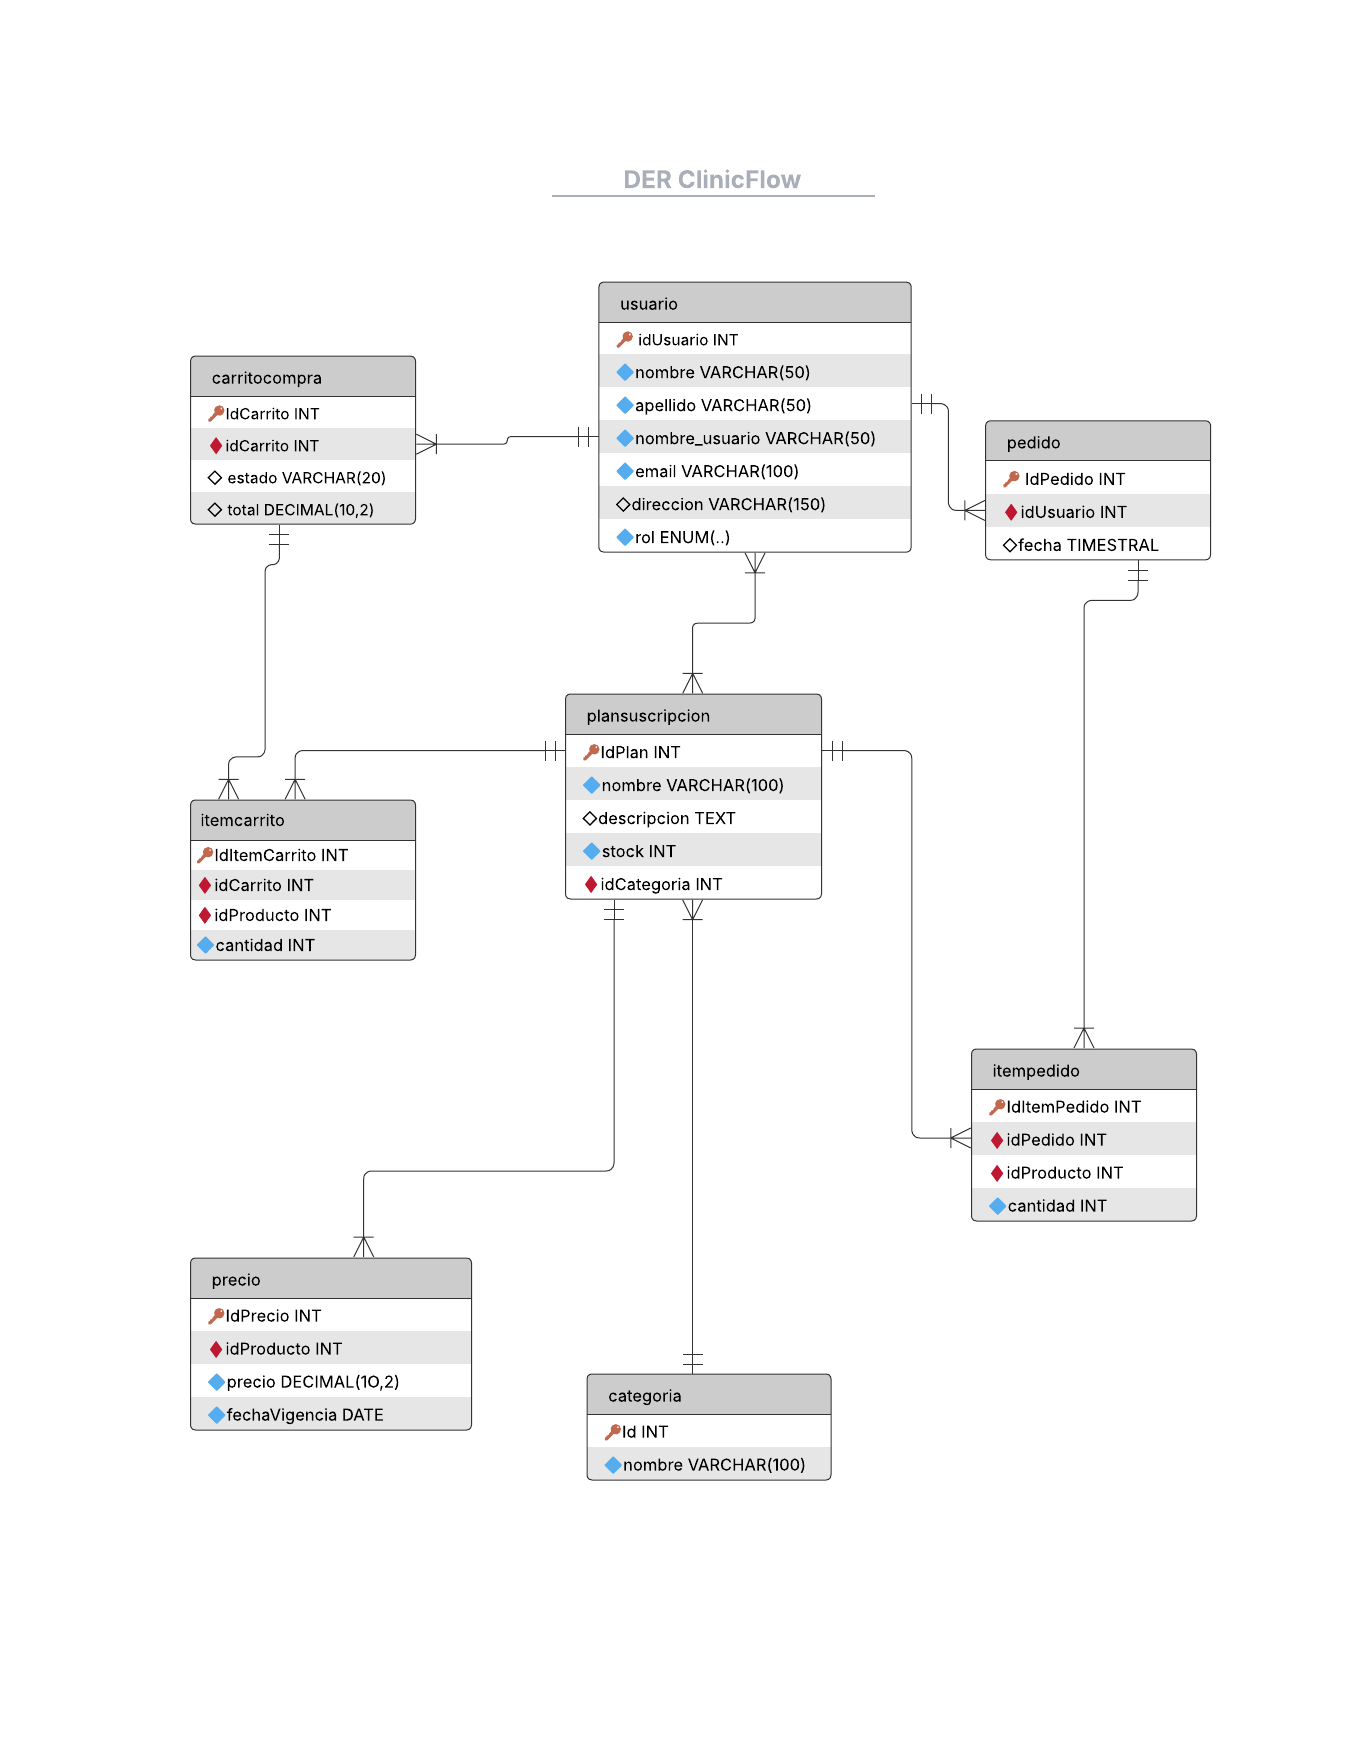 DER ClinicFlow
usuario
idUsuario INT
nombre VARCHAR(50)
apellido VARCHAR(50)
nombre_usuario VARCHAR(50)
email VARCHAR(100)
direccion VARCHAR(150)
rol ENUM(..)
carritocompra
IdCarrito INT
idCarrito INT
estado VARCHAR(20)
total DECIMAL(10,2)
pedido
IdPedido INT
idUsuario INT
fecha TIMESTRAL
plansuscripcion
IdPlan INT
nombre VARCHAR(100)
descripcion TEXT
stock INT
idCategoria INT
itemcarrito
IdItemCarrito INT
idCarrito INT
idProducto INT
cantidad INT
itempedido
IdItemPedido INT
idPedido INT
idProducto INT
cantidad INT
precio
IdPrecio INT
idProducto INT
precio DECIMAL(1O,2)
fechaVigencia DATE
categoria
Id INT
nombre VARCHAR(100)